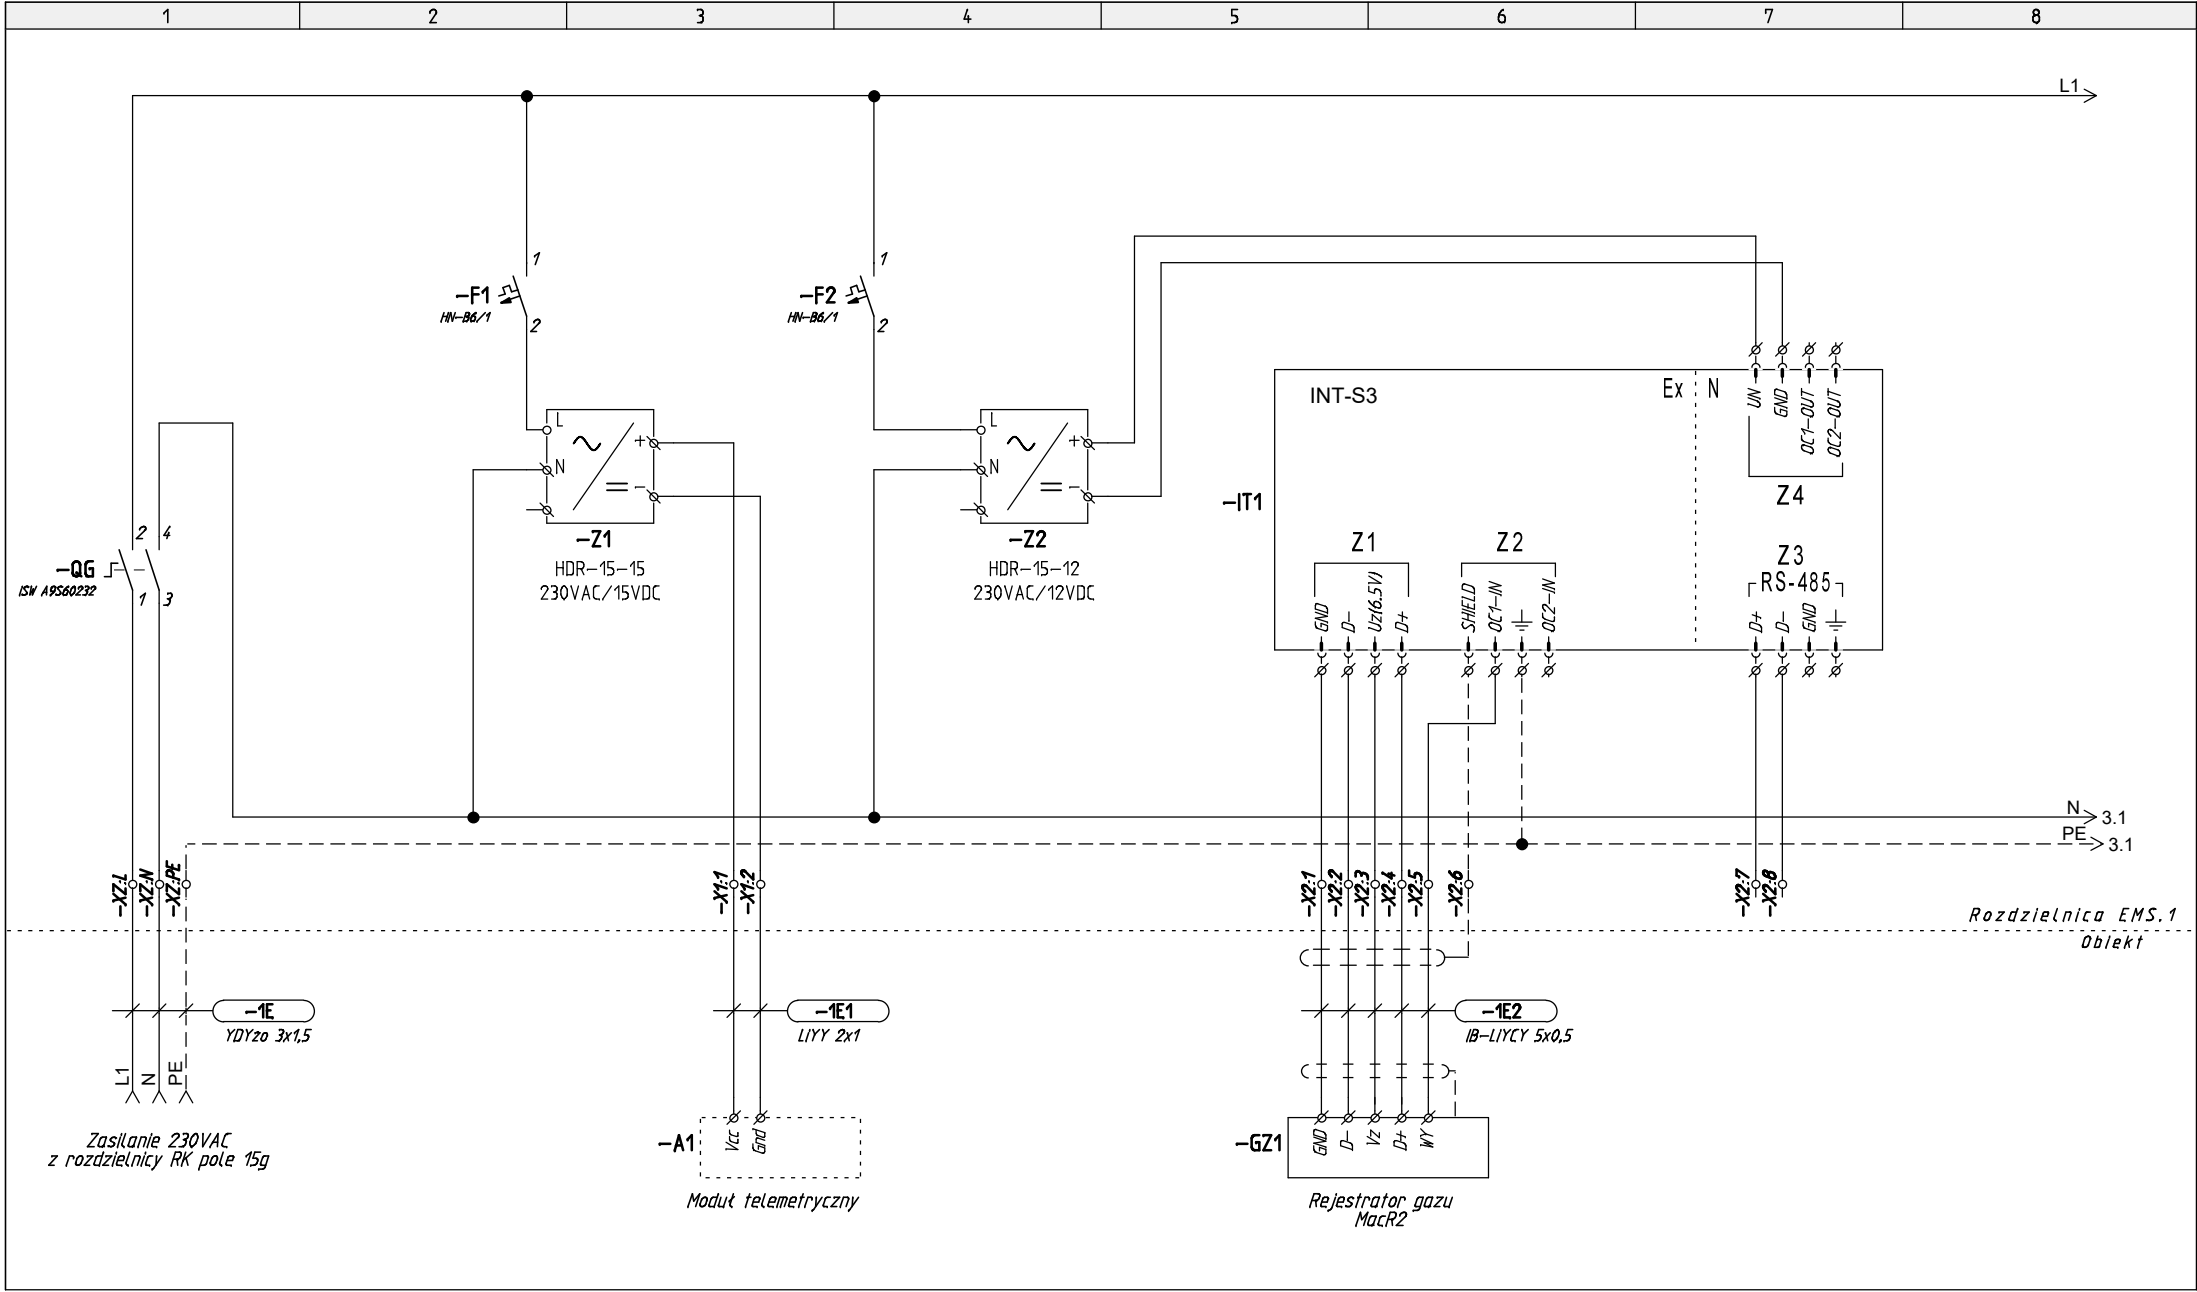 1 2 3 4 5 6 7 8
L1
1
-F1
HN-B6/1
2
1
-F2
HN-B6/1
2
INT-S3
Ex N
UN
GND
OC1-OUT
OC2-OUT
Z4
L
N
+
-
-Z1
HDR-15-15
230VAC/15VDC
L
N
+
-
-Z2
HDR-15-12
230VAC/12VDC
-IT1
2 4
-QG
ISW A9S60232
1 3
Z1
GND
D-
Uz(6.5V)
D+
Z2
SHIELD
OC1-IN
OC2-IN
Z3
RS-485
D+
D-
GND
N
3.1
PE
3.1
-XZ:L
-XZ:N
-XZ:PE
-X1:1
-X1:2
-X2:1
-X2:2
-X2:3
-X2:4
-X2:5
-X2:6
-X2:7
-X2:8
Rozdzielnica EMS.1
Obiekt
-1E
YDYżo 3x1,5
-1E1
LIYY 2x1
-1E2
IB-LIYCY 5x0,5
L1
N
PE
Zasilanie 230VAC
z rozdzielnicy RK pole 15g
-A1
Vcc
Gnd
Moduł telemetryczny
-GZ1
GND
D-
Vz
D+
WY
Rejestrator gazu
MacR2